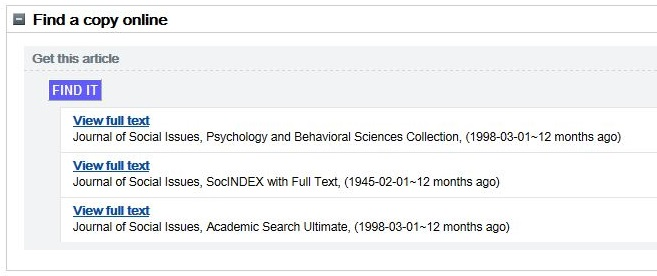 Find a copy online
Get this article
FIND IT
View full text
Journal of Social Issues, Psychology and Behavioral Sciences Collection, (1998-03-01~12 months ago)
View full text
Journal of Social Issues, SocINDEX with Full Text, (1945-02-01~12 months ago)
View full text
Journal of Social Issues, Academic Search Ultimate, (1998-03-01~12 months ago)